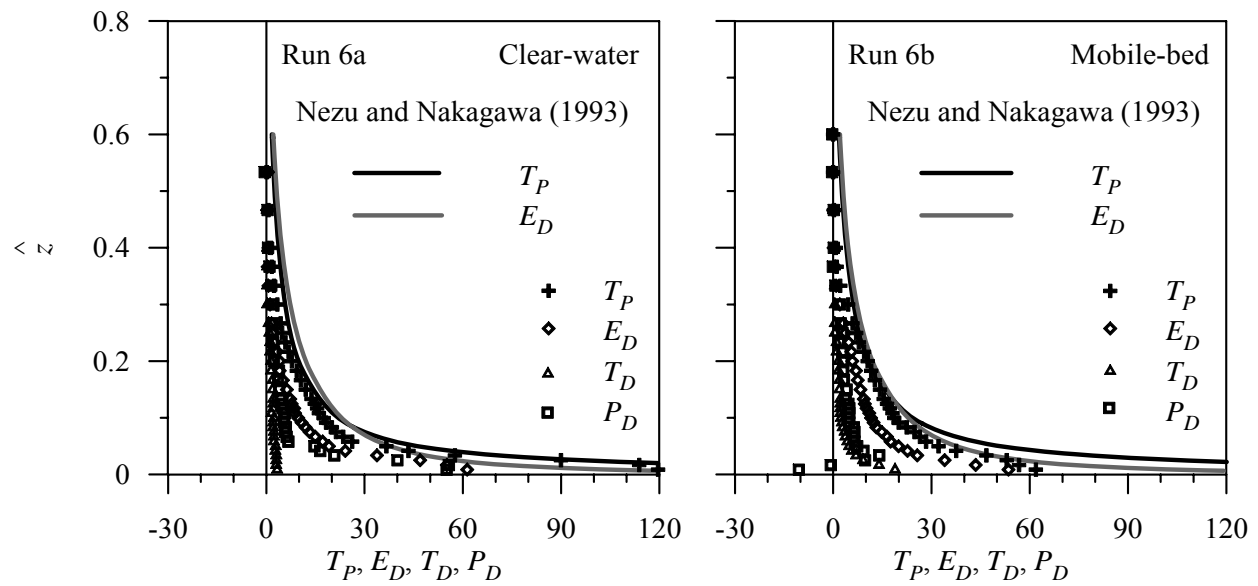 0.8
0.6
0.4
0.2
0
ẑ
Run 6a Clear-water
Nezu and Nakagawa (1993)
T_P
E_D
T_P
E_D
T_D
P_D
-30 0 30 60 90 120
T_P, E_D, T_D, P_D
Run 6b Mobile-bed
Nezu and Nakagawa (1993)
T_P
E_D
T_P
E_D
T_D
P_D
-30 0 30 60 90 120
T_P, E_D, T_D, P_D